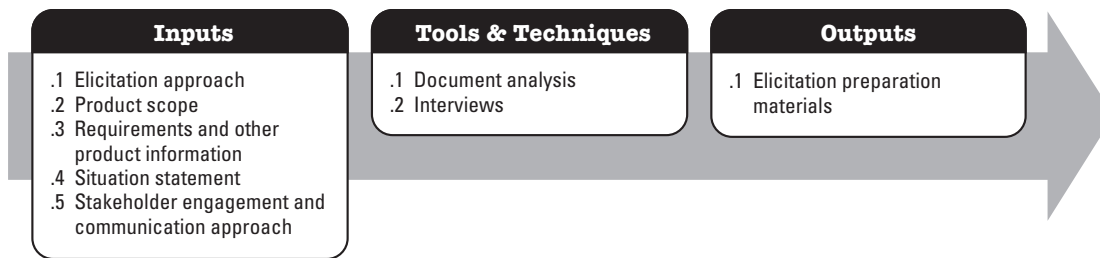 Inputs
.1 Elicitation approach
.2 Product scope
.3 Requirements and other
product information
.4 Situation statement
.5 Stakeholder engagement and
communication approach
Tools & Techniques
.1 Document analysis
.2 Interviews
Outputs
.1 Elicitation preparation
materials